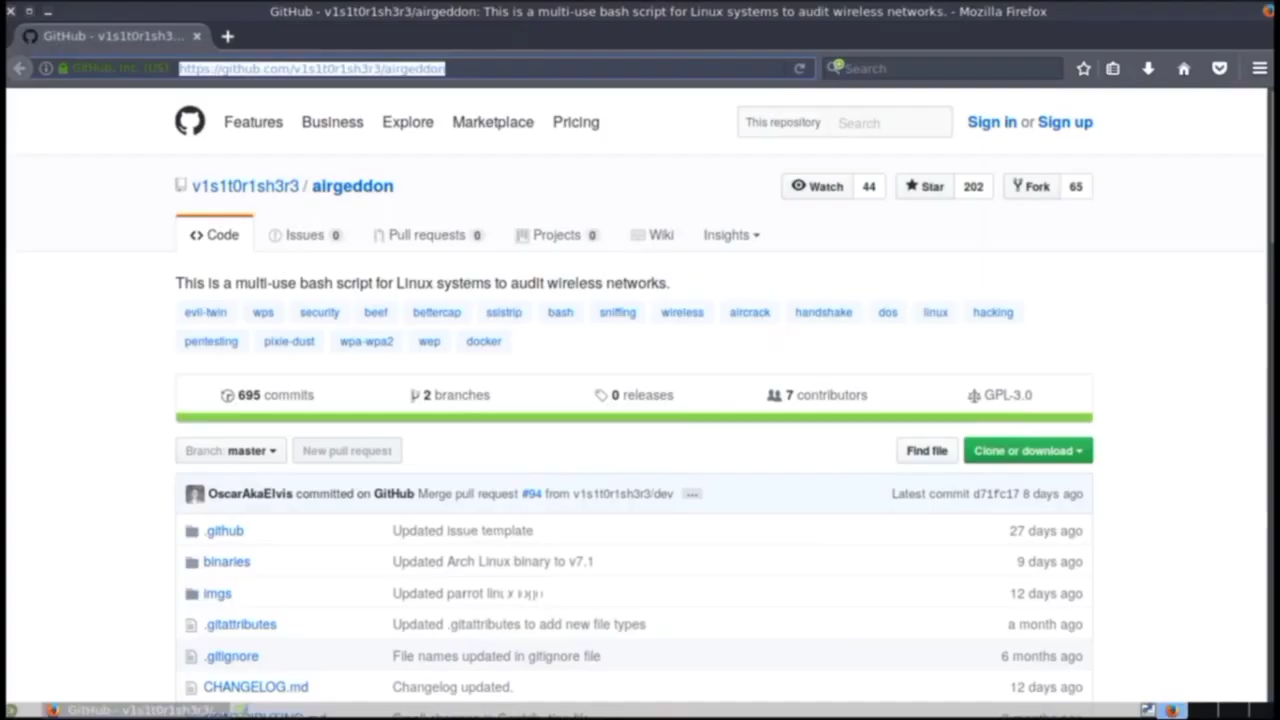 GitHub - v1s1t0r1sh3r3/airgeddon: This is a multi-use bash script for Linux systems to audit wireless networks. - Mozilla Firefox
GitHub - v1s1t0r1sh3...
GitHub, Inc. (US) https://github.com/v1s1t0r1sh3r3/airgeddon Search
Features Business Explore Marketplace Pricing This repository Search Sign in or Sign up
v1s1t0r1sh3r3 / airgeddon Watch 44 Star 202 Fork 65
Code Issues 0 Pull requests 0 Projects 0 Wiki Insights
This is a multi-use bash script for Linux systems to audit wireless networks.
evil-twin wps security beef bettercap sslstrip bash sniffing wireless aircrack handshake dos linux hacking
pentesting pixie-dust wpa-wpa2 wep docker
695 commits 2 branches 0 releases 7 contributors GPL-3.0
Branch: master New pull request Find file Clone or download
OscarAkaElvis committed on GitHub Merge pull request #94 from v1s1t0r1sh3r3/dev ... Latest commit d71fc17 8 days ago
.github Updated issue template 27 days ago
binaries Updated Arch Linux binary to v7.1 9 days ago
imgs Updated parrot linux logo 12 days ago
.gitattributes Updated .gitattributes to add new file types a month ago
.gitignore File names updated in gitignore file 6 months ago
CHANGELOG.md Changelog updated. 12 days ago
GitHub - v1s1t0r1sh3r3/...